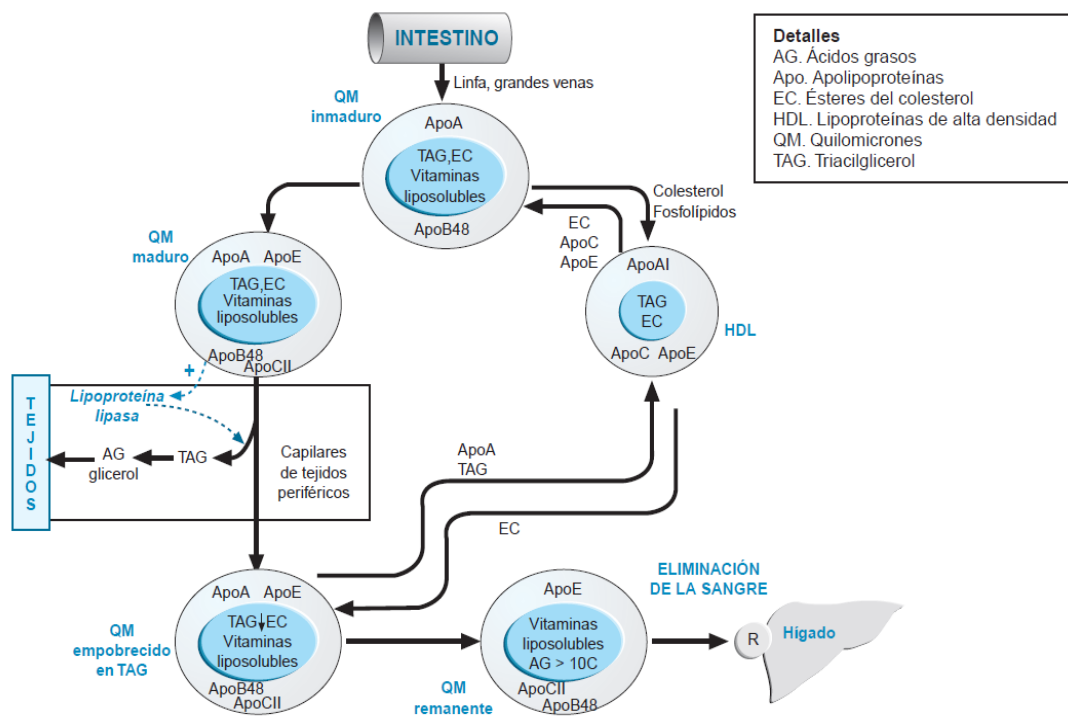 INTESTINO
Linfa, grandes venas
QM
inmaduro
ApoA
TAG,EC
Vitaminas
liposolubles
ApoB48
Detalles
AG. Ácidos grasos
Apo. Apolipoproteínas
EC. Ésteres del colesterol
HDL. Lipoproteínas de alta densidad
QM. Quilomicrones
TAG. Triacilglicerol
Colesterol
Fosfolípidos
EC
ApoC
ApoE
QM
maduro
ApoA ApoE
TAG,EC
Vitaminas
liposolubles
ApoB48
ApoCII
ApoAI
TAG
EC
ApoC ApoE
HDL
+
Lipoproteína
lipasa
TEJIDOS
AG
glicerol
TAG
Capilares
de tejidos
periféricos
ApoA
TAG
EC
QM
empobrecido
en TAG
ApoA ApoE
TAG↓EC
Vitaminas
liposolubles
ApoB48
ApoCII
ApoE
Vitaminas
liposolubles
AG > 10C
ApoCII
ApoB48
QM
remanente
ELIMINACIÓN
DE LA SANGRE
R
Hígado